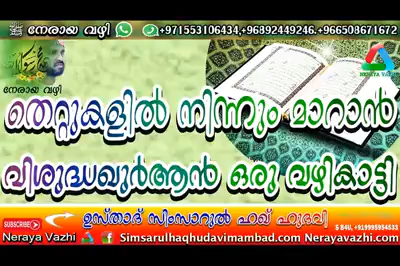 നേരായ വഴി +971553106434,+96892449246.+966508671672
NERAYA VAZHI
നേരായ വഴി
തെറ്റുകളിൽ നിന്നും മാറാൻ
വിശുദ്ധഖുർആൻ ഒരു വഴികാട്ടി
SUBSCRIBE ഉസ്താദ് സിംസാറുൽ ഹഖ് ഹുദവി
Neraya Vazhi Simsarulhaqhudavimambad.com Nerayavazhi.com